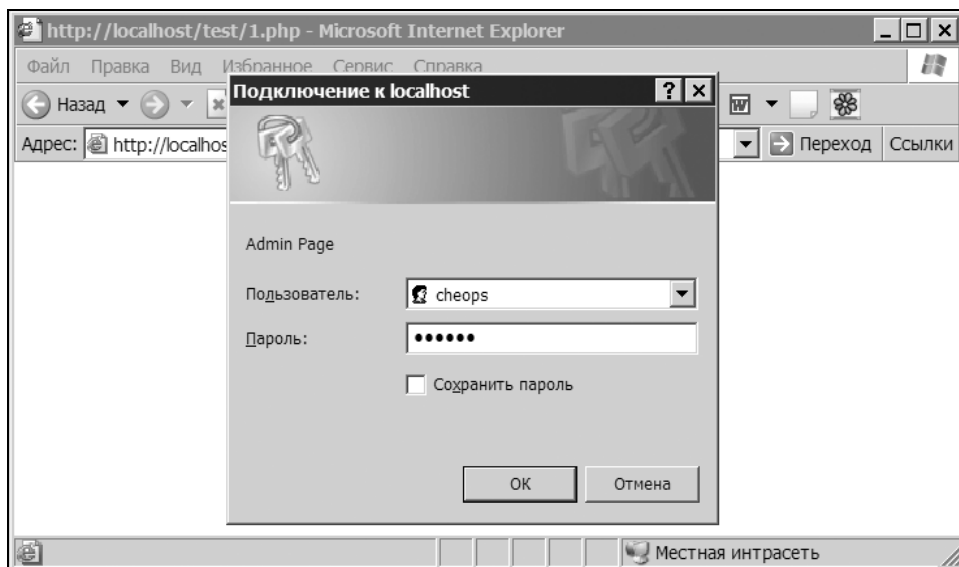 http://localhost/test/1.php - Microsoft Internet Explorer
Файл Правка Вид Избранное Сервис Справка
Подключение к localhost
Назад
Адрес: http://localhos
Переход Ссылки
Admin Page
Пользователь: cheops
Пароль: ••••••
Сохранить пароль
ОК Отмена
Местная интрасеть